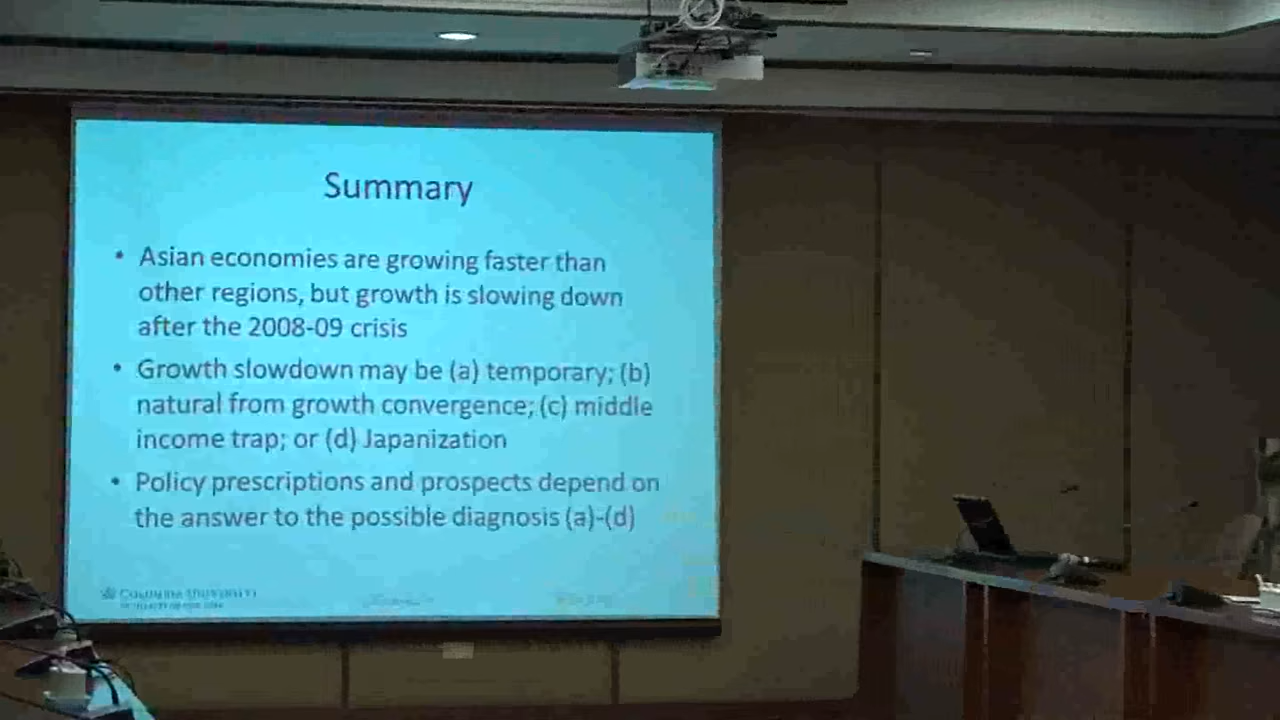 Summary
• Asian economies are growing faster than
other regions, but growth is slowing down
after the 2008-09 crisis
• Growth slowdown may be (a) temporary; (b)
natural from growth convergence; (c) middle
income trap; or (d) Japanization
• Policy prescriptions and prospects depend on
the answer to the possible diagnosis (a)-(d)
COLUMBIA UNIVERSITY